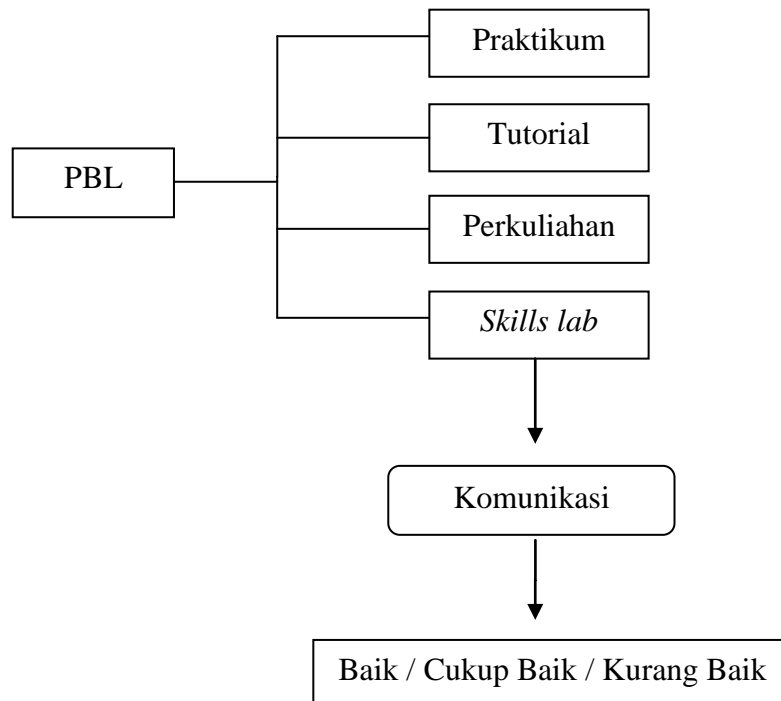 Praktikum
Tutorial
PBL
Perkuliahan
Skills lab
Komunikasi
Baik / Cukup Baik / Kurang Baik